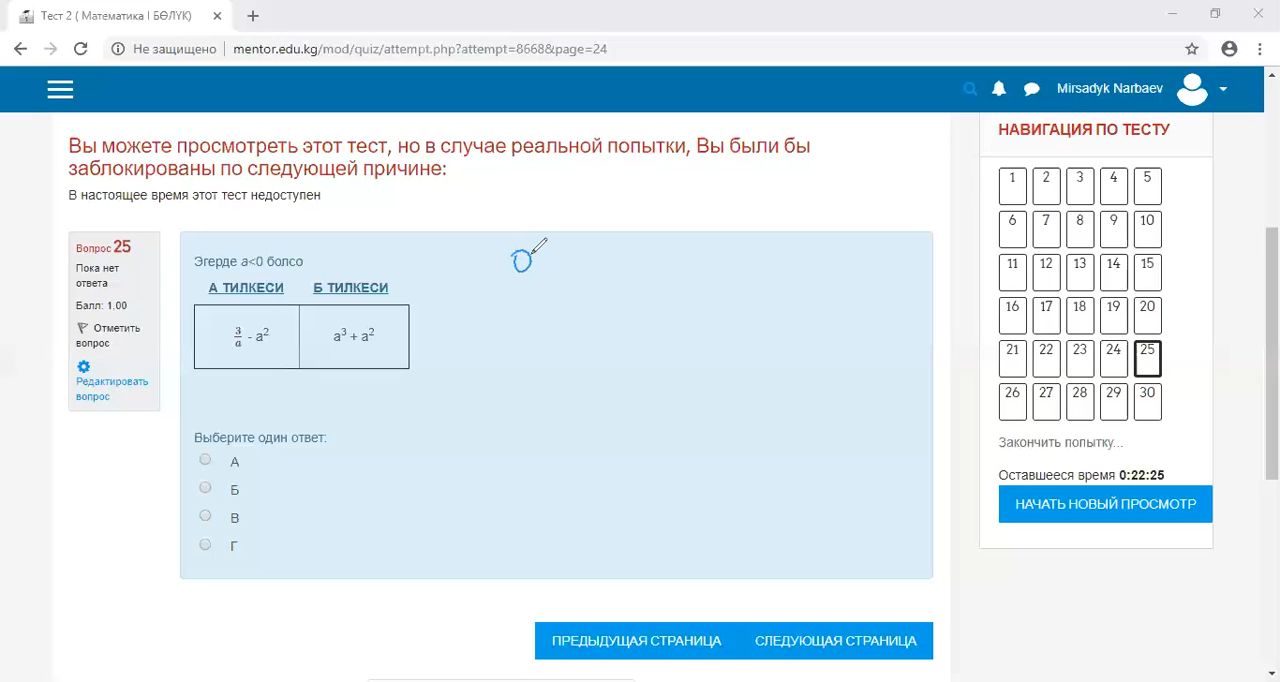 Тест 2 ( Математика I БӨЛҮК)
Не защищено
mentor.edu.kg/mod/quiz/attempt.php?attempt=8668&page=24
Mirsadyk Narbaev
Вы можете просмотреть этот тест, но в случае реальной попытки, Вы были бы
заблокированы по следующей причине:
В настоящее время этот тест недоступен
Вопрос 25
Пока нет
ответа
Балл: 1,00
Отметить
вопрос
Редактировать
вопрос
Эгерде a<0 болсо
А ТИЛКЕСИ Б ТИЛКЕСИ
3/a - a² a³ + a²
Выберите один ответ:
А
Б
В
Г
ПРЕДЫДУЩАЯ СТРАНИЦА СЛЕДУЮЩАЯ СТРАНИЦА
НАВИГАЦИЯ ПО ТЕСТУ
1 2 3 4 5
6 7 8 9 10
11 12 13 14 15
16 17 18 19 20
21 22 23 24 25
26 27 28 29 30
Закончить попытку...
Оставшееся время 0:22:25
НАЧАТЬ НОВЫЙ ПРОСМОТР